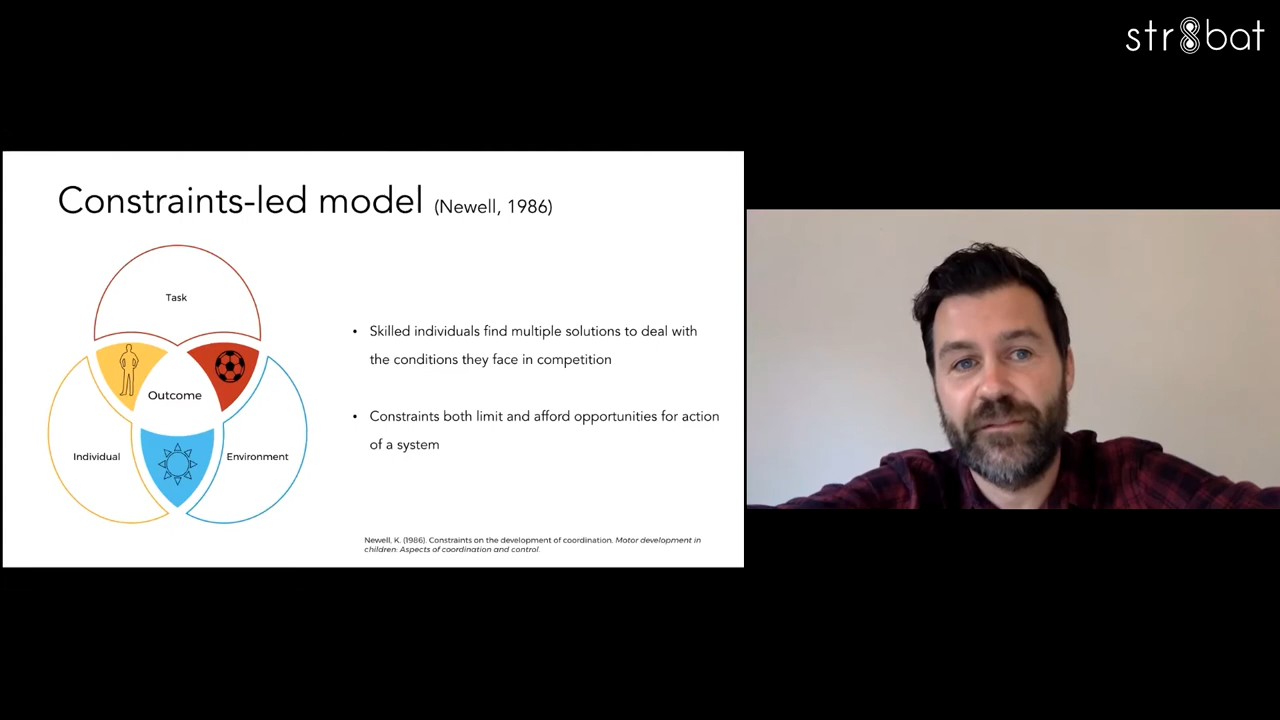 str8bat
Constraints-led model (Newell, 1986)
Task
Outcome
Individual
Environment
• Skilled individuals find multiple solutions to deal with
the conditions they face in competition
• Constraints both limit and afford opportunities for action
of a system
Newell, K. (1986). Constraints on the development of coordination. Motor development in
children: Aspects of coordination and control.